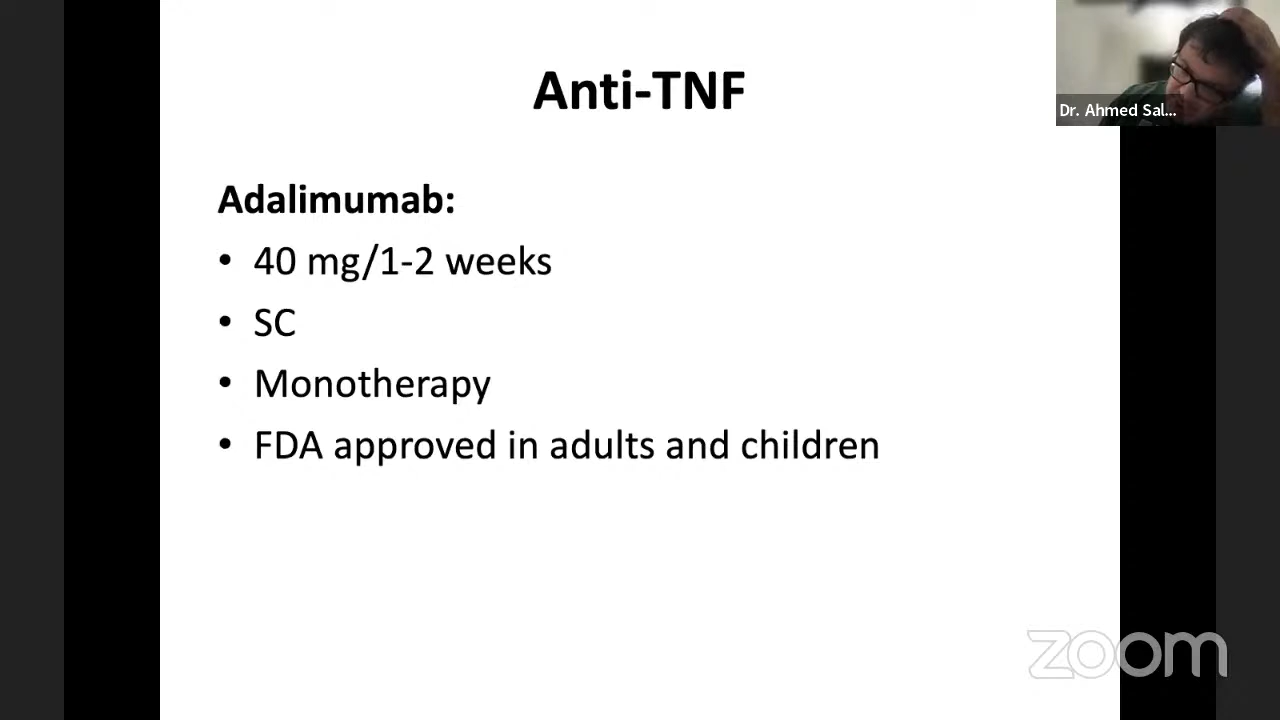 Anti-TNF
Dr. Ahmed Sal...
Adalimumab:
• 40 mg/1-2 weeks
• SC
• Monotherapy
• FDA approved in adults and children
zoom